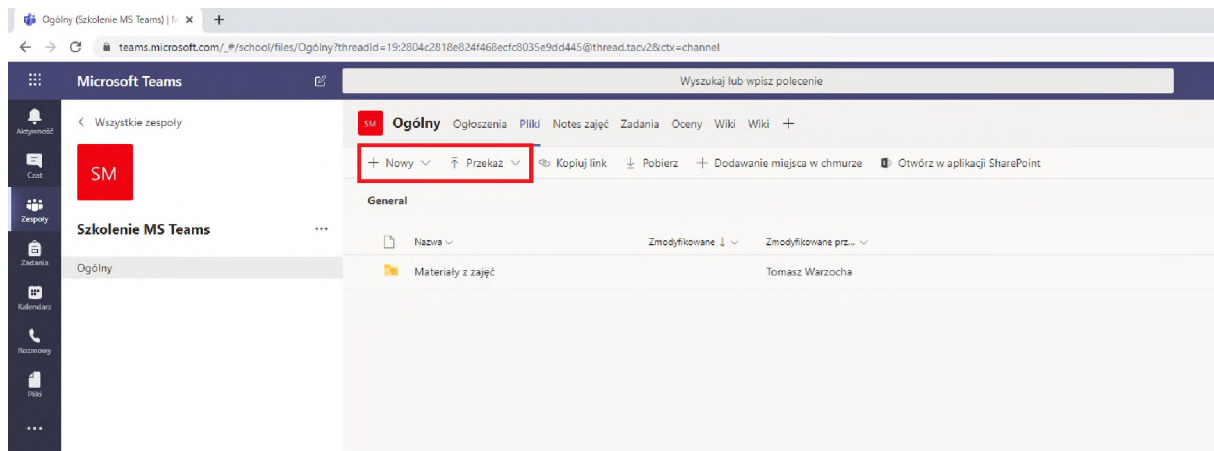 Ogólny (Szkolenie MS Teams) | M
teams.microsoft.com/_#/school/files/Ogólny?threadId=19:2804c2818e824f468ecfc8035e9dd445@thread.tacv2&ctx=channel
Microsoft Teams
Wyszukaj lub wpisz polecenie
Aktywność
Czat
Zespoły
Zadania
Kalendarz
Rozmowy
Pliki
Wszystkie zespoły
SM
Szkolenie MS Teams
Ogólny
SM Ogólny Ogłoszenia Pliki Notes zajęć Zadania Oceny Wiki Wiki
Nowy Przekaż Kopiuj link Pobierz Dodawanie miejsca w chmurze Otwórz w aplikacji SharePoint
General
Nazwa Zmodyfikowane Zmodyfikowane prz...
Materiały z zajęć Tomasz Warzocha